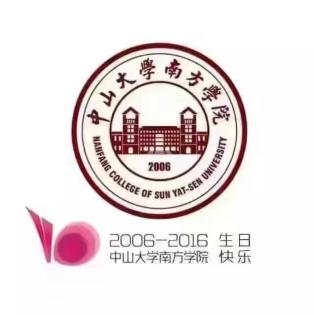 中山大學南方學院
2006
NANFANG COLLEGE OF SUN YAT-SEN UNIVERSITY
10
2006-2016 生日
中山大学南方学院 快乐